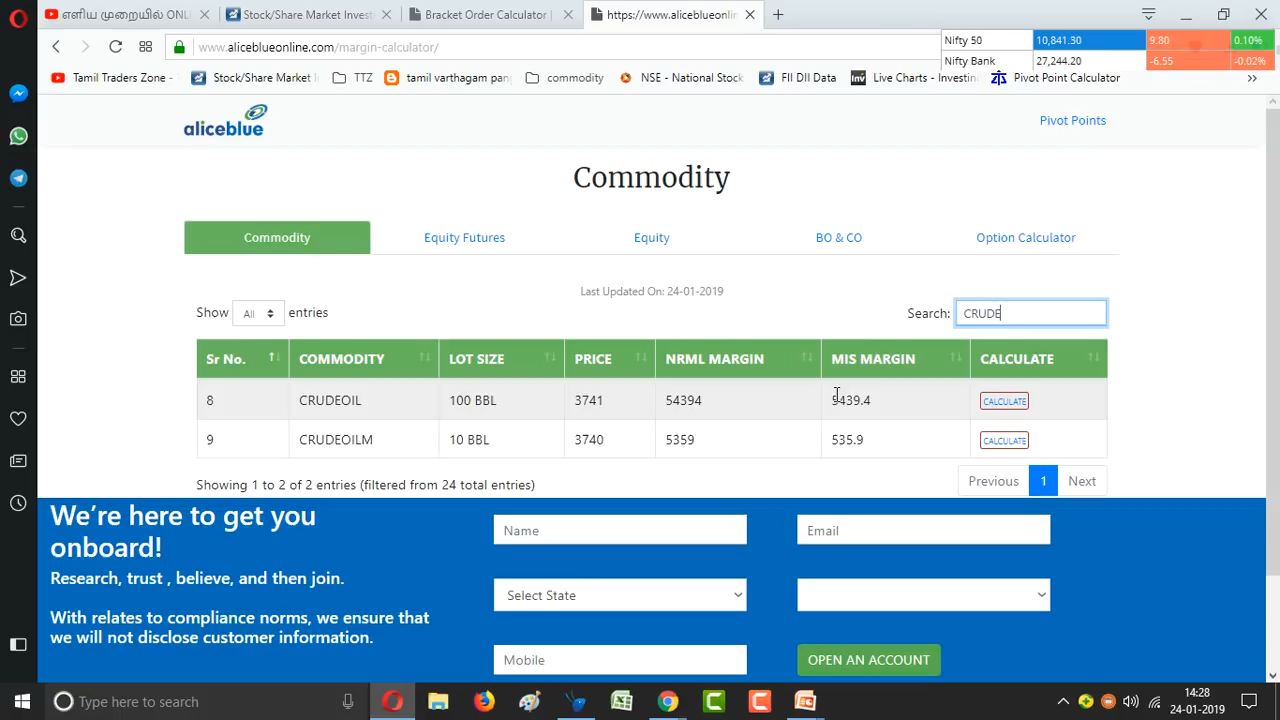 எளிய முறையில் ONL
Stock/Share Market Invest
Bracket Order Calculator |
https://www.aliceblueonline.c
www.aliceblueonline.com/margin-calculator/
Nifty 50 10,841.30 9.80 0.10%
Nifty Bank 27,244.20 -6.55 -0.02%
Tamil Traders Zone -
Stock/Share Market I
TTZ
tamil varthagam pang
commodity
NSE - National Stock
FII DII Data
Inv Live Charts - Investin
Pivot Point Calculator
aliceblue
Pivot Points
Commodity
Commodity
Equity Futures
Equity
BO & CO
Option Calculator
Last Updated On: 24-01-2019
Show All entries
Search: CRUDE
Sr No. COMMODITY LOT SIZE PRICE NRML MARGIN MIS MARGIN CALCULATE
8 CRUDEOIL 100 BBL 3741 54394 5439.4 CALCULATE
9 CRUDEOILM 10 BBL 3740 5359 535.9 CALCULATE
Showing 1 to 2 of 2 entries (filtered from 24 total entries)
Previous 1 Next
We're here to get you
onboard!
Research, trust , believe, and then join.
With relates to compliance norms, we ensure that
we will not disclose customer information.
Name
Email
Select State
Mobile
OPEN AN ACCOUNT
Type here to search
14:28
24-01-2019